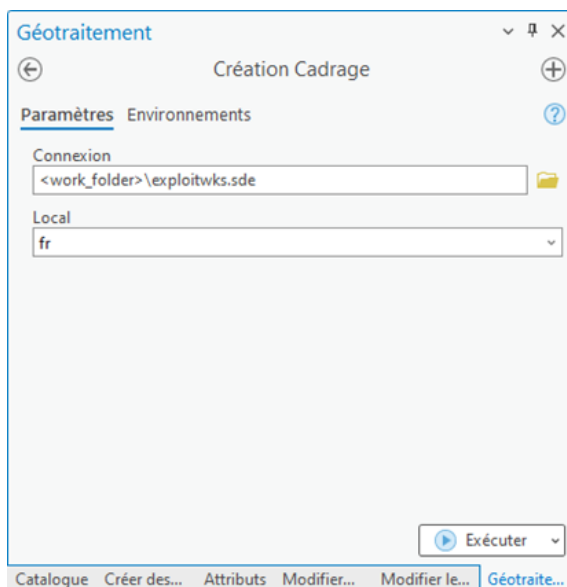 Géotraitement
Création Cadrage
Paramètres Environnements
Connexion
<work_folder>\exploitwks.sde
Local
fr
Exécuter
Catalogue Créer des... Attributs Modifier... Modifier le... Géotraite...